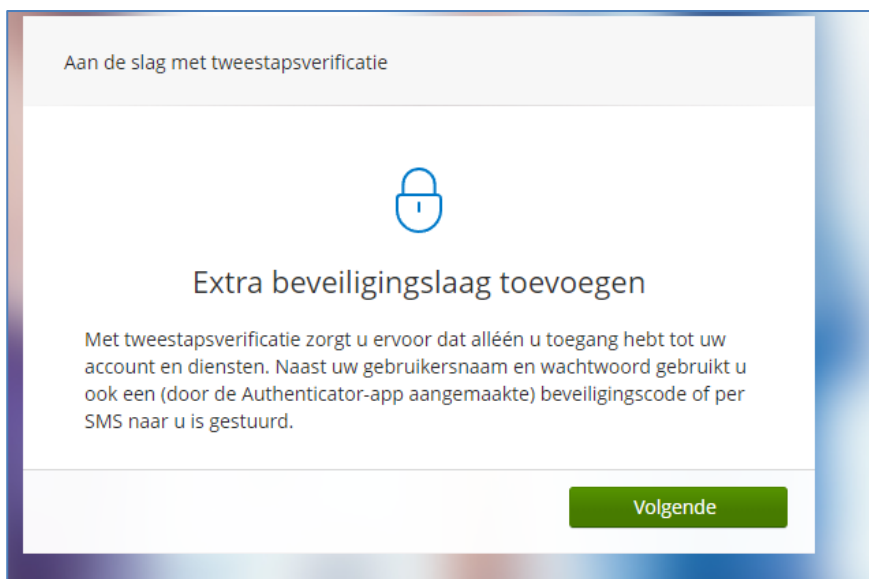 Aan de slag met tweestapsverificatie
Extra beveiligingslaag toevoegen
Met tweestapsverificatie zorgt u ervoor dat alléén u toegang hebt tot uw
account en diensten. Naast uw gebruikersnaam en wachtwoord gebruikt u
ook een (door de Authenticator-app aangemaakte) beveiligingscode of per
SMS naar u is gestuurd.
Volgende